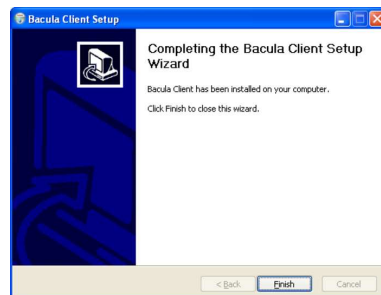 Bacula Client Setup
Completing the Bacula Client Setup
Wizard
Bacula Client has been installed on your computer.
Click Finish to close this wizard.
< Back
Finish
Cancel